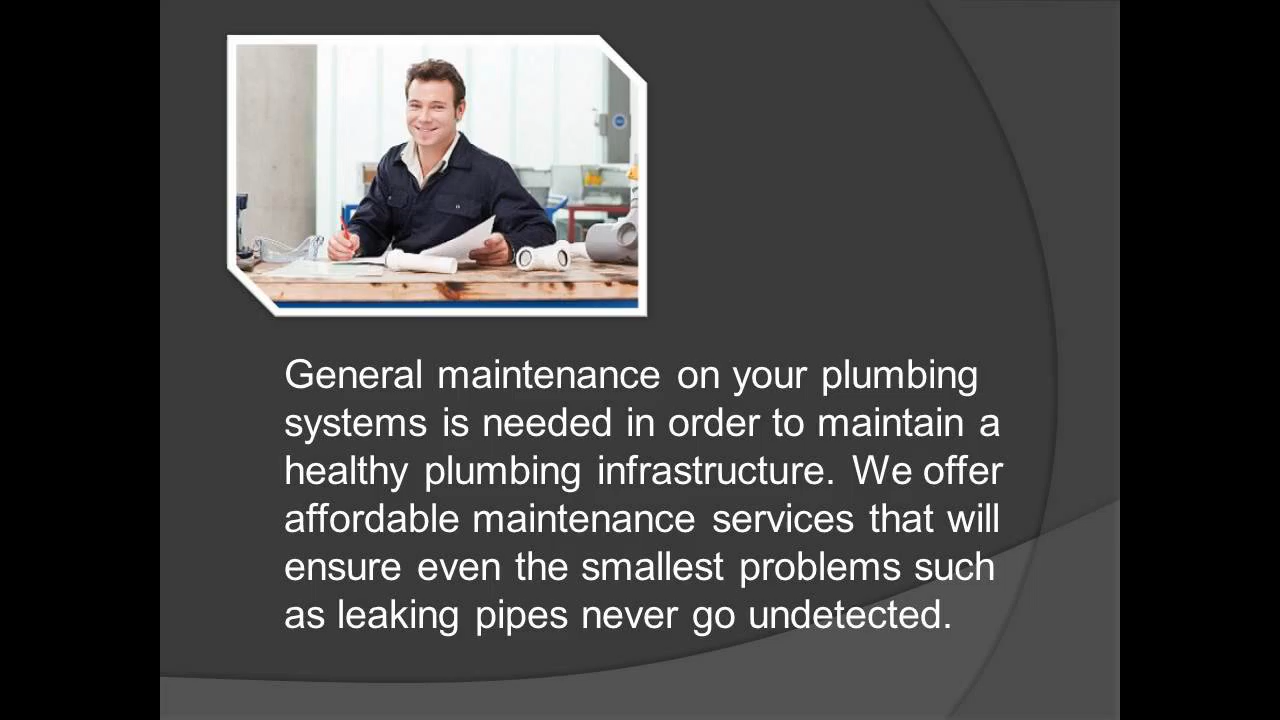 General maintenance on your plumbing
systems is needed in order to maintain a
healthy plumbing infrastructure. We offer
affordable maintenance services that will
ensure even the smallest problems such
as leaking pipes never go undetected.